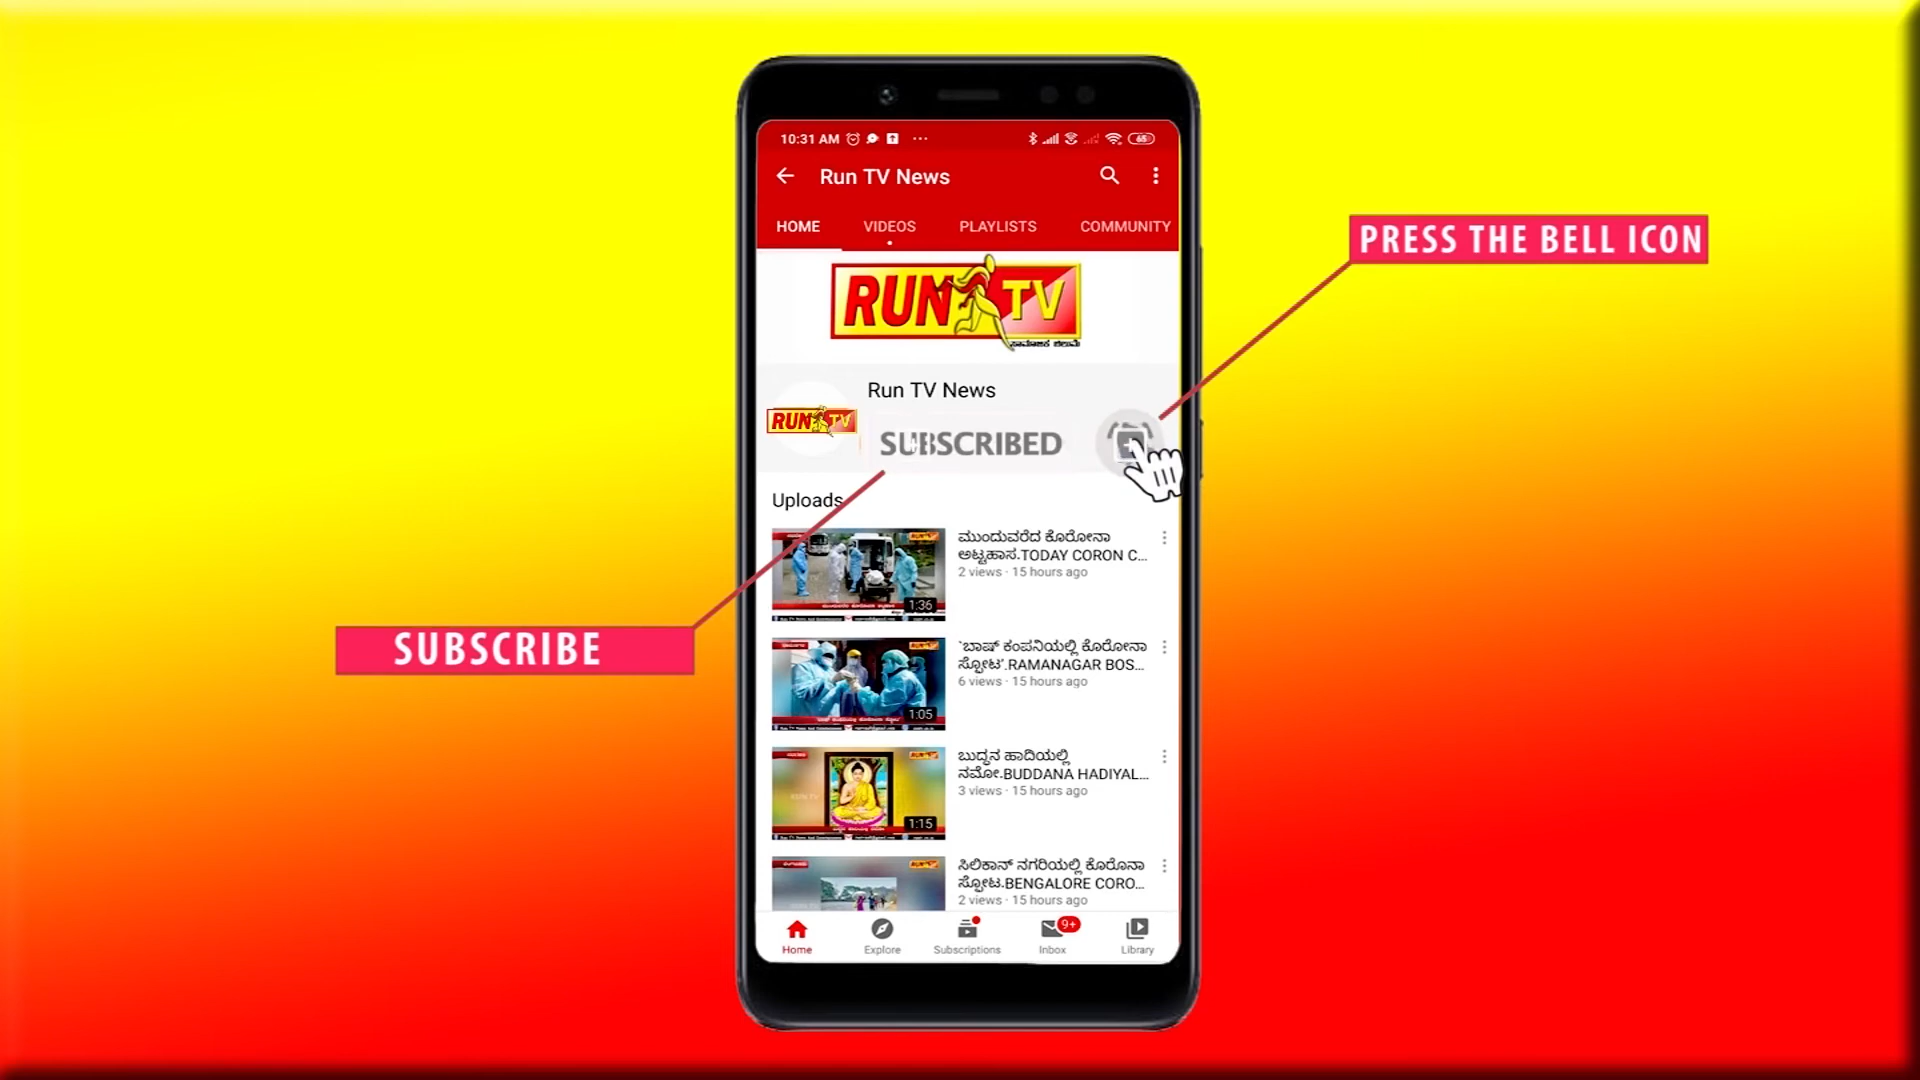 10:31 AM
65
Run TV News
HOME VIDEOS PLAYLISTS COMMUNITY
PRESS THE BELL ICON
RUN TV
ಸಾಮಾಜಿಕ ಚಿಲುಮೆ
Run TV News
RUN TV
SUBSCRIBED
Uploads
SUBSCRIBE
ಮುಂದುವರೆದ ಕೊರೋನಾ
ಅಟ್ಟಹಾಸ.TODAY CORON C...
2 views · 15 hours ago
1:36
`ಬಾಷ್ ಕಂಪನಿಯಲ್ಲಿ ಕೊರೋನಾ
ಸ್ಫೋಟ'.RAMANAGAR BOS...
6 views · 15 hours ago
1:05
ಬುದ್ಧನ ಹಾದಿಯಲ್ಲಿ
ನಮೋ.BUDDANA HADIYAL...
3 views · 15 hours ago
1:15
ಸಿಲಿಕಾನ್ ನಗರಿಯಲ್ಲಿ ಕೊರೊನಾ
ಸ್ಫೋಟ.BENGALORE CORO...
2 views · 15 hours ago
9+
Home Explore Subscriptions Inbox Library